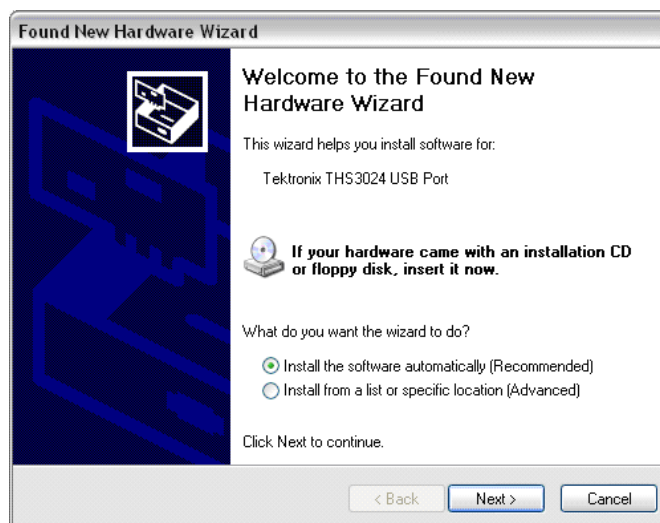 Found New Hardware Wizard
Welcome to the Found New
Hardware Wizard
This wizard helps you install software for:
Tektronix THS3024 USB Port
If your hardware came with an installation CD
or floppy disk, insert it now.
What do you want the wizard to do?
Install the software automatically (Recommended)
Install from a list or specific location (Advanced)
Click Next to continue.
< Back
Next >
Cancel